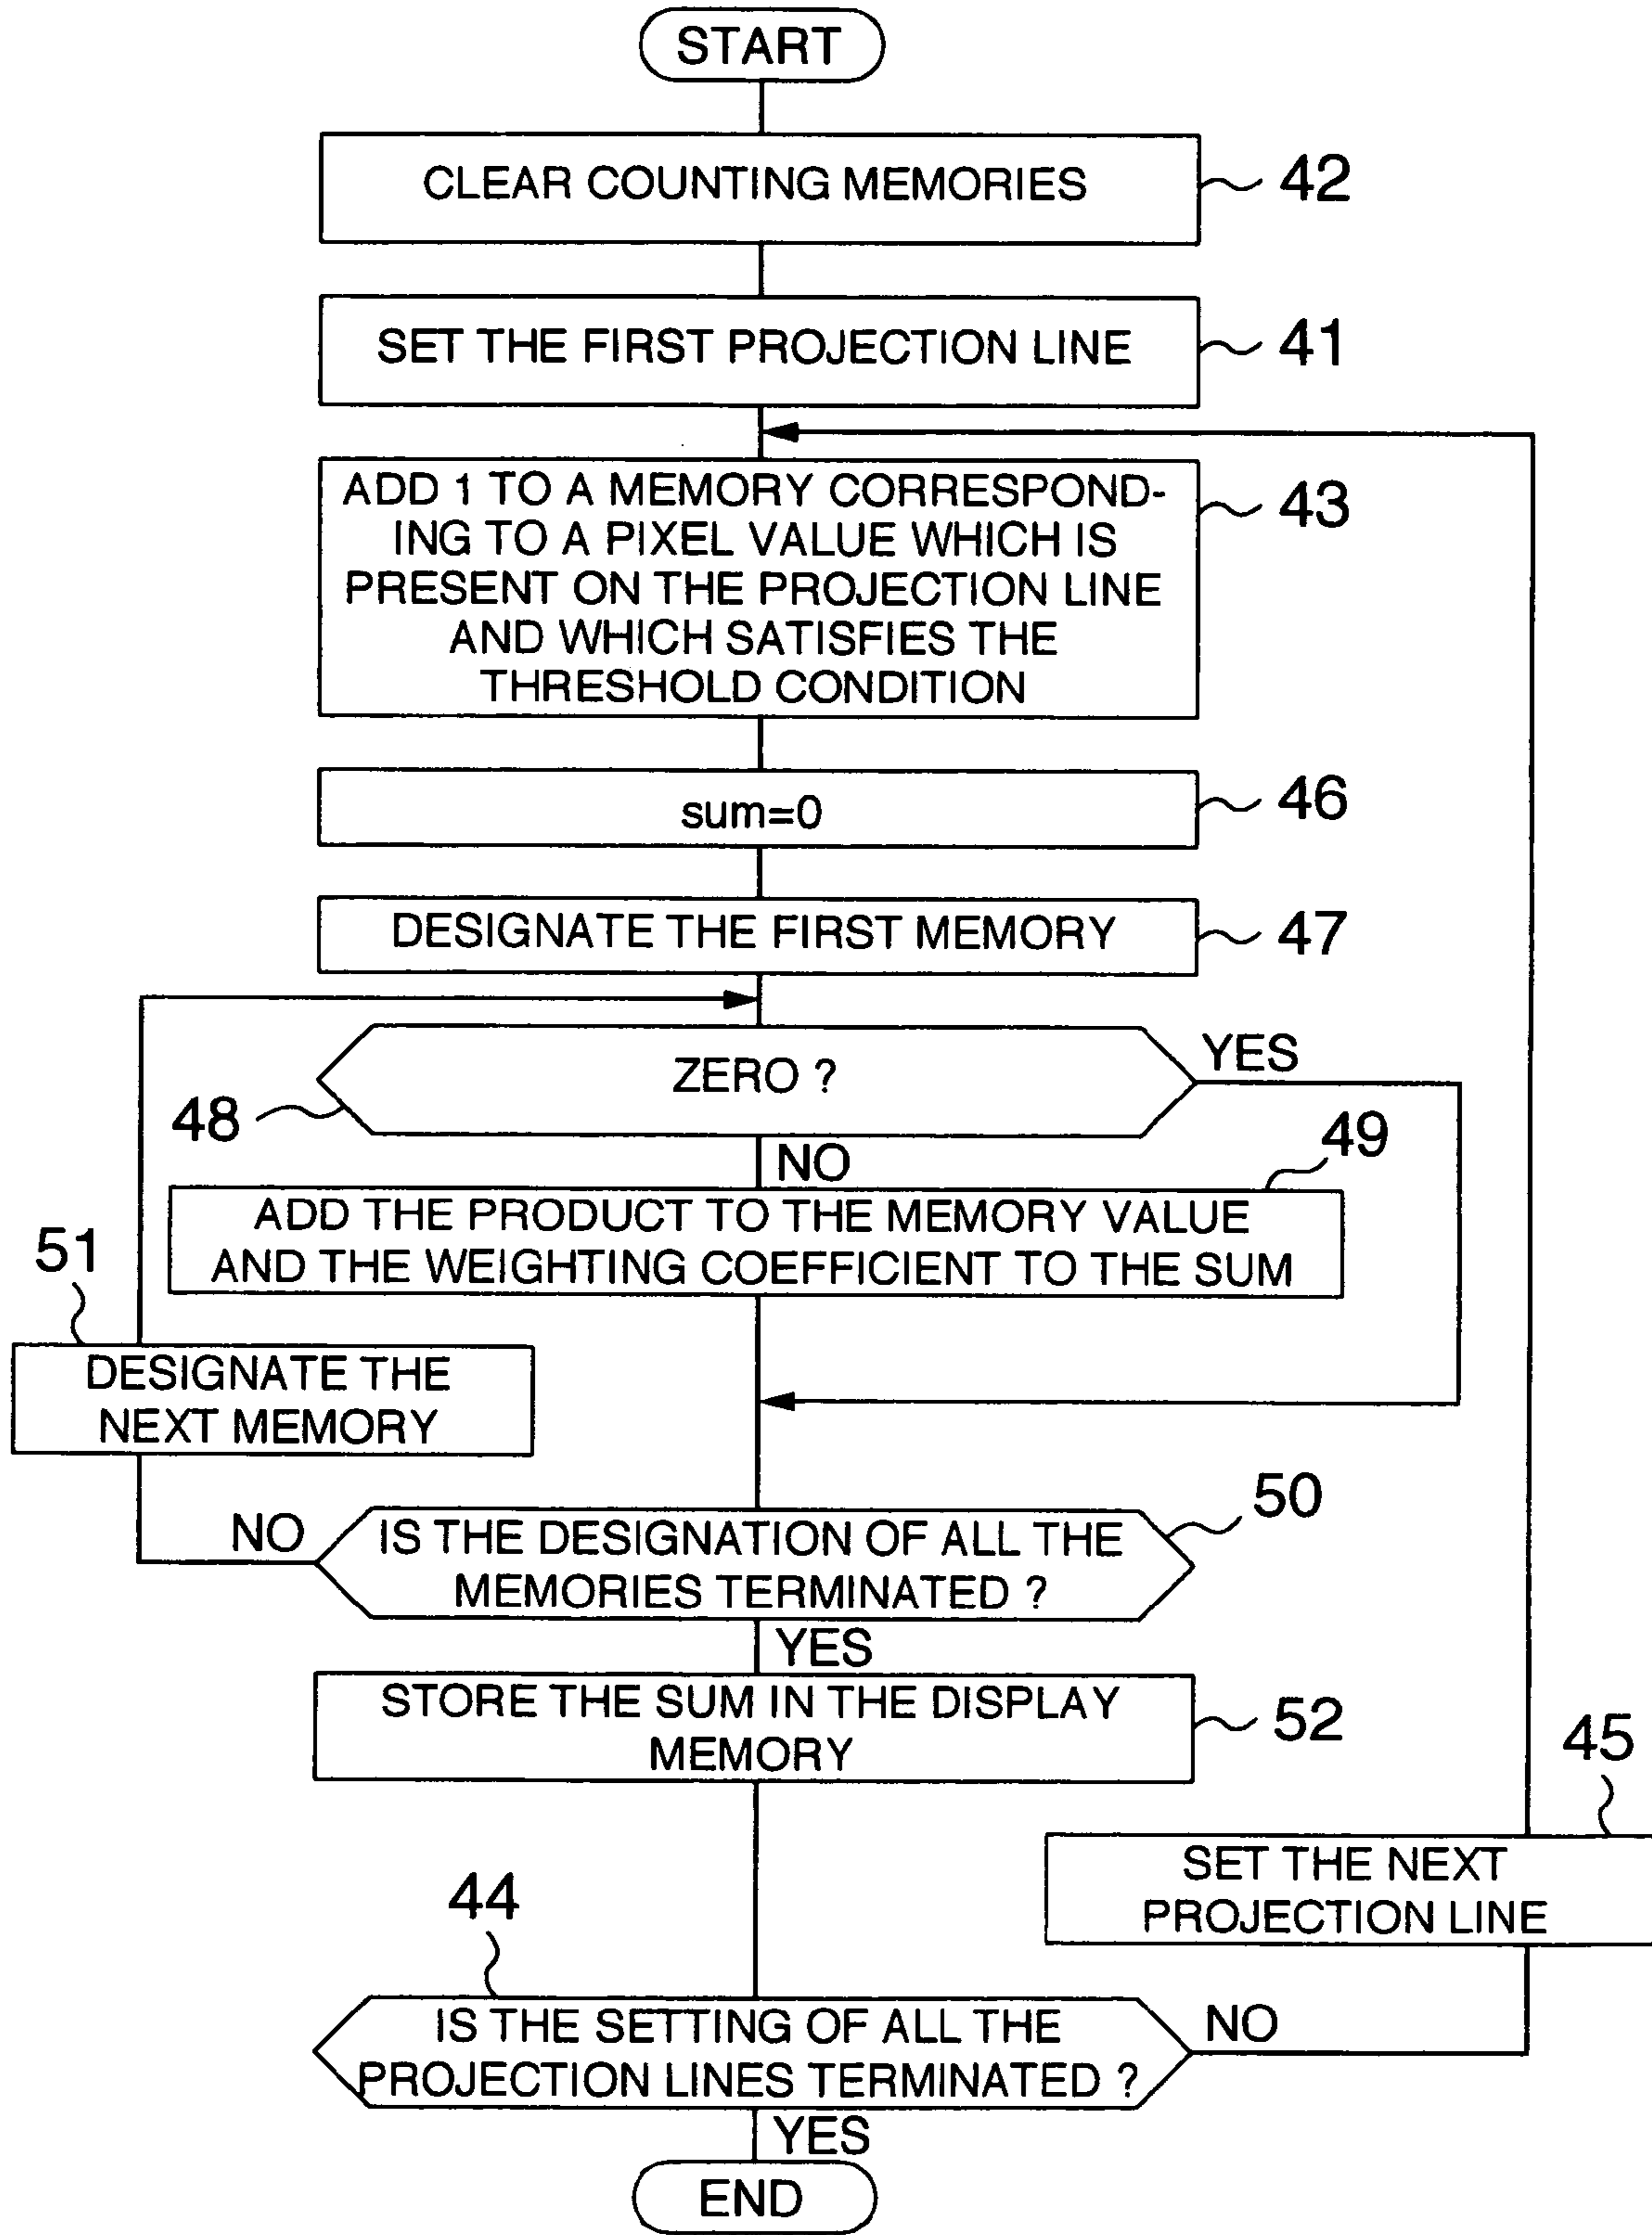 START
CLEAR COUNTING MEMORIES
42
SET THE FIRST PROJECTION LINE
41
ADD 1 TO A MEMORY CORRESPOND-
ING TO A PIXEL VALUE WHICH IS
PRESENT ON THE PROJECTION LINE
AND WHICH SATISFIES THE
THRESHOLD CONDITION
43
sum=0
46
DESIGNATE THE FIRST MEMORY
47
ZERO ?
YES
48
NO
49
ADD THE PRODUCT TO THE MEMORY VALUE
AND THE WEIGHTING COEFFICIENT TO THE SUM
51
DESIGNATE THE
NEXT MEMORY
50
NO
IS THE DESIGNATION OF ALL THE
MEMORIES TERMINATED ?
YES
STORE THE SUM IN THE DISPLAY
MEMORY
52
45
SET THE NEXT
PROJECTION LINE
44
IS THE SETTING OF ALL THE
PROJECTION LINES TERMINATED ?
NO
YES
END